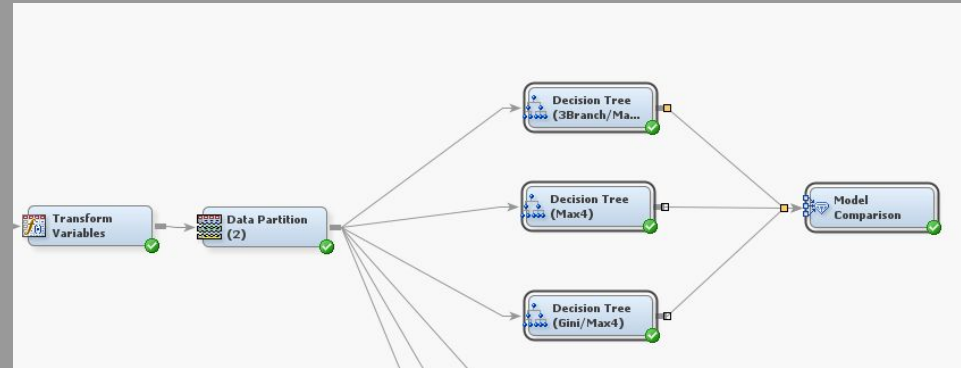 Decision Tree
(3Branch/Ma...
Decision Tree
(Max4)
Model
Comparison
Transform
Variables
Data Partition
(2)
Decision Tree
(Gini/Max4)